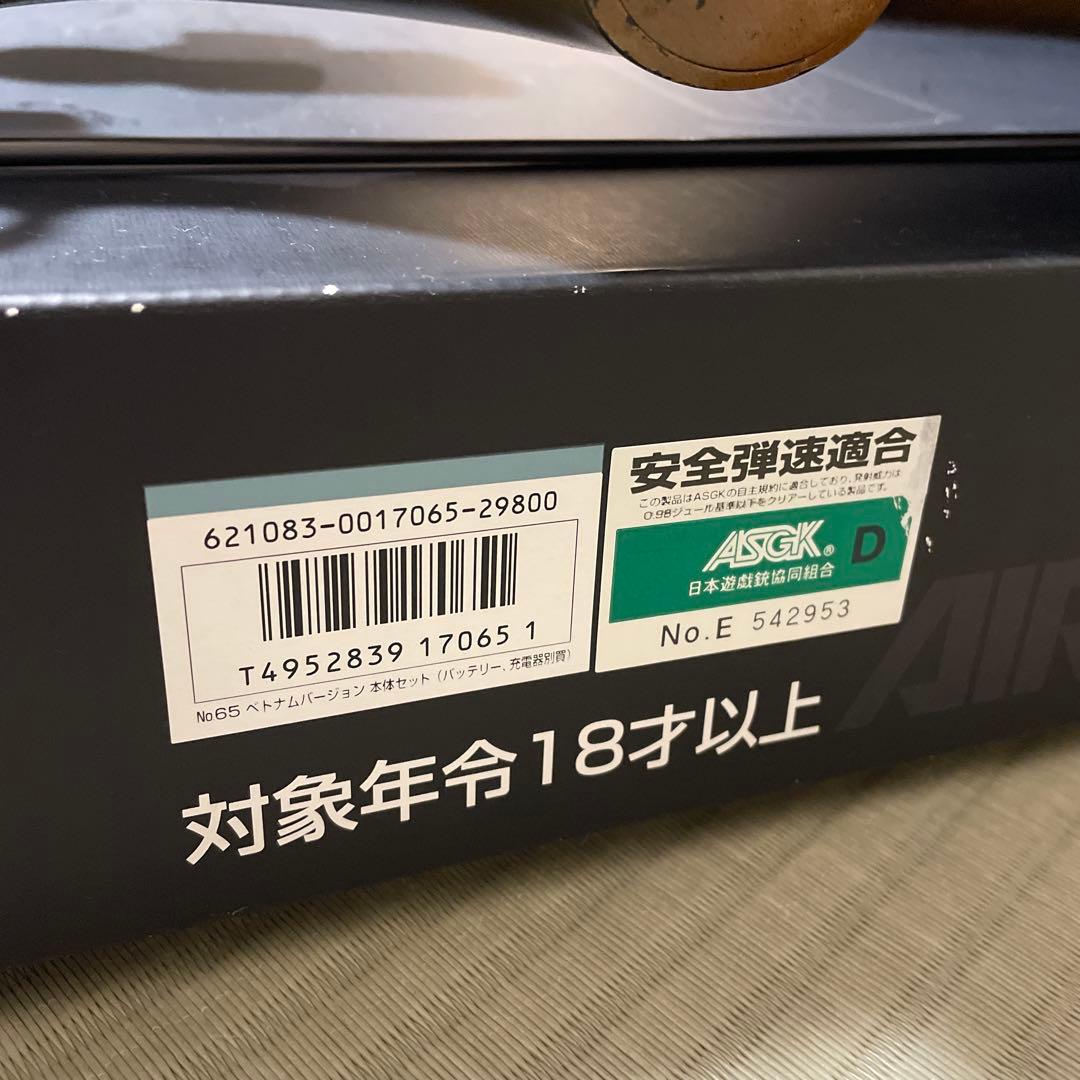 621083-0017065-29800
T4952839 17065 1
No65 ベトナムバージョン 本体セット (バッテリー、充電器別買)
安全弾速適合
この製品はASGKの自主規約に適合しており、発射威力は
0.98ジュール基準以下をクリアーしている製品です。
ASGK® D
日本遊戯銃協同組合
No.E 542953
対象年令18才以上
AIR